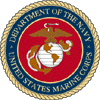 DEPARTMENT OF THE NAVY
UNITED STATES MARINE CORPS